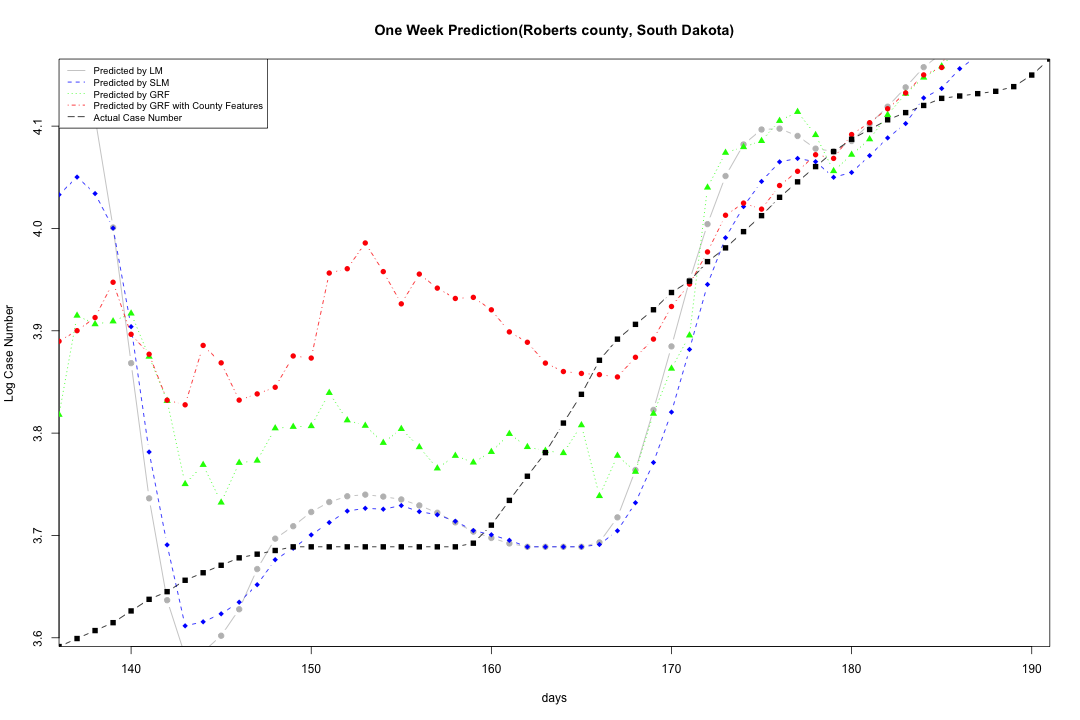 One Week Prediction(Roberts county, South Dakota)
Predicted by LM
Predicted by SLM
Predicted by GRF
Predicted by GRF with County Features
Actual Case Number
Log Case Number
4.1
4.0
3.9
3.8
3.7
3.6
140 150 160 170 180 190
days